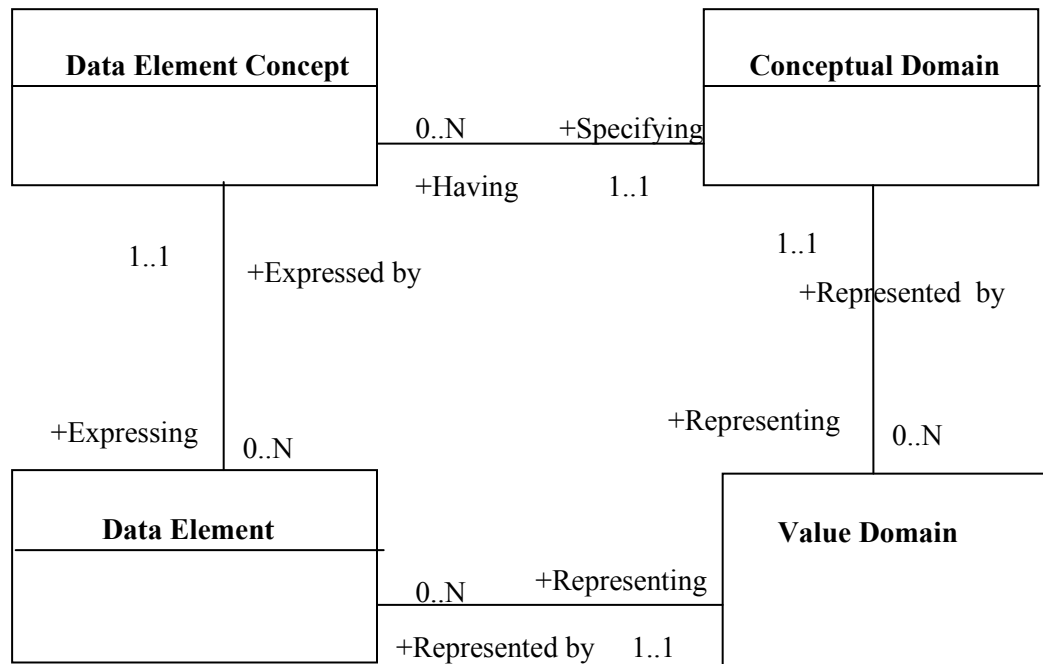 Data Element Concept
Conceptual Domain
0..N
+Specifying
+Having
1..1
1..1
+Expressed by
1..1
+Represented by
+Expressing
0..N
+Representing
0..N
Data Element
Value Domain
0..N
+Representing
+Represented by
1..1